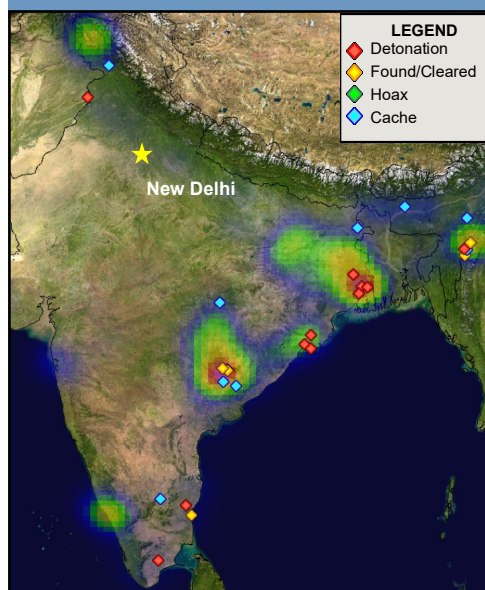 LEGEND
Detonation
Found/Cleared
Hoax
Cache
New Delhi